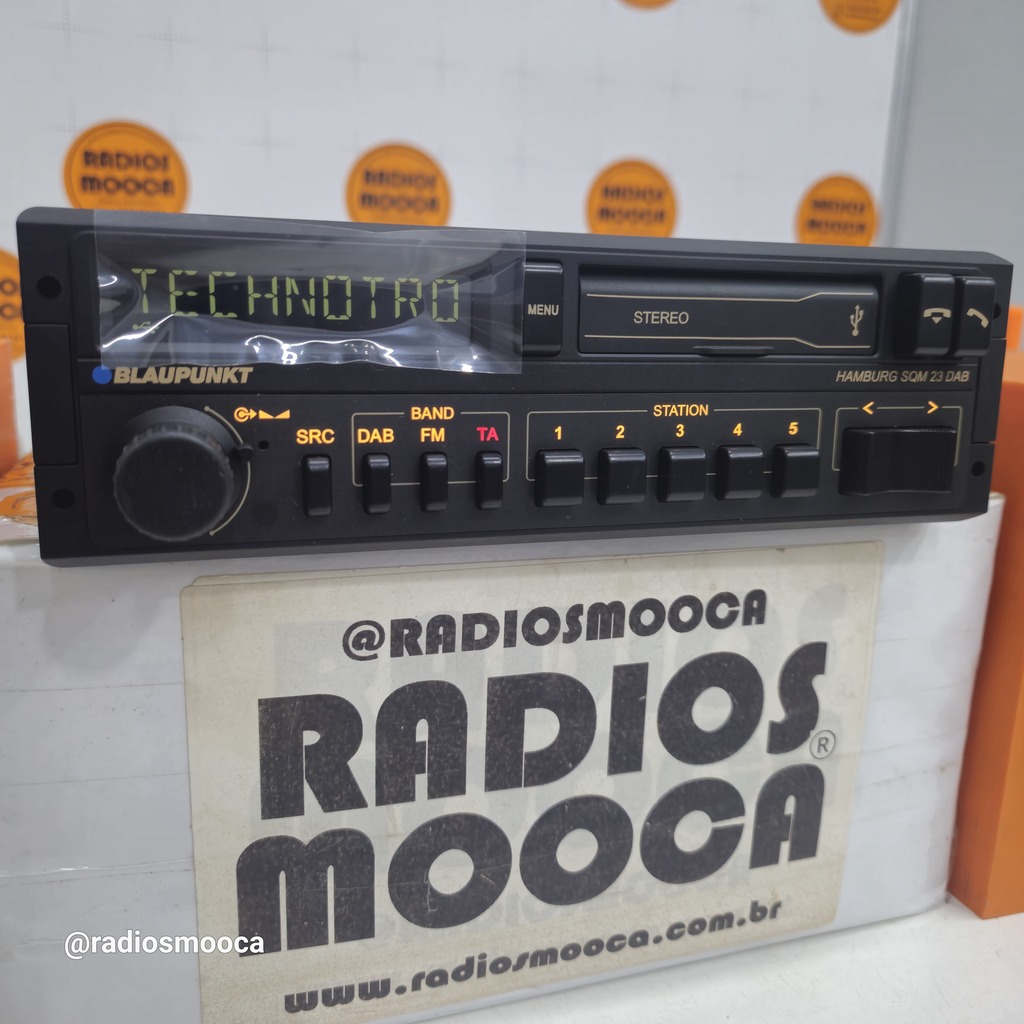 RADIOS
MOOCA
RADIOS
MOOCA
RADIOS
MOOCA
RADIOS
MOOCA
TECHNOTRO
MENU
STEREO
BLAUPUNKT
HAMBURG SQM 23 DAB
SRC
BAND
DAB FM TA
STATION
1 2 3 4 5
< >
@RADIOSMOOCA
RADIOS
MOOCA
®
www.radiosmooca.com.br
@radiosmooca